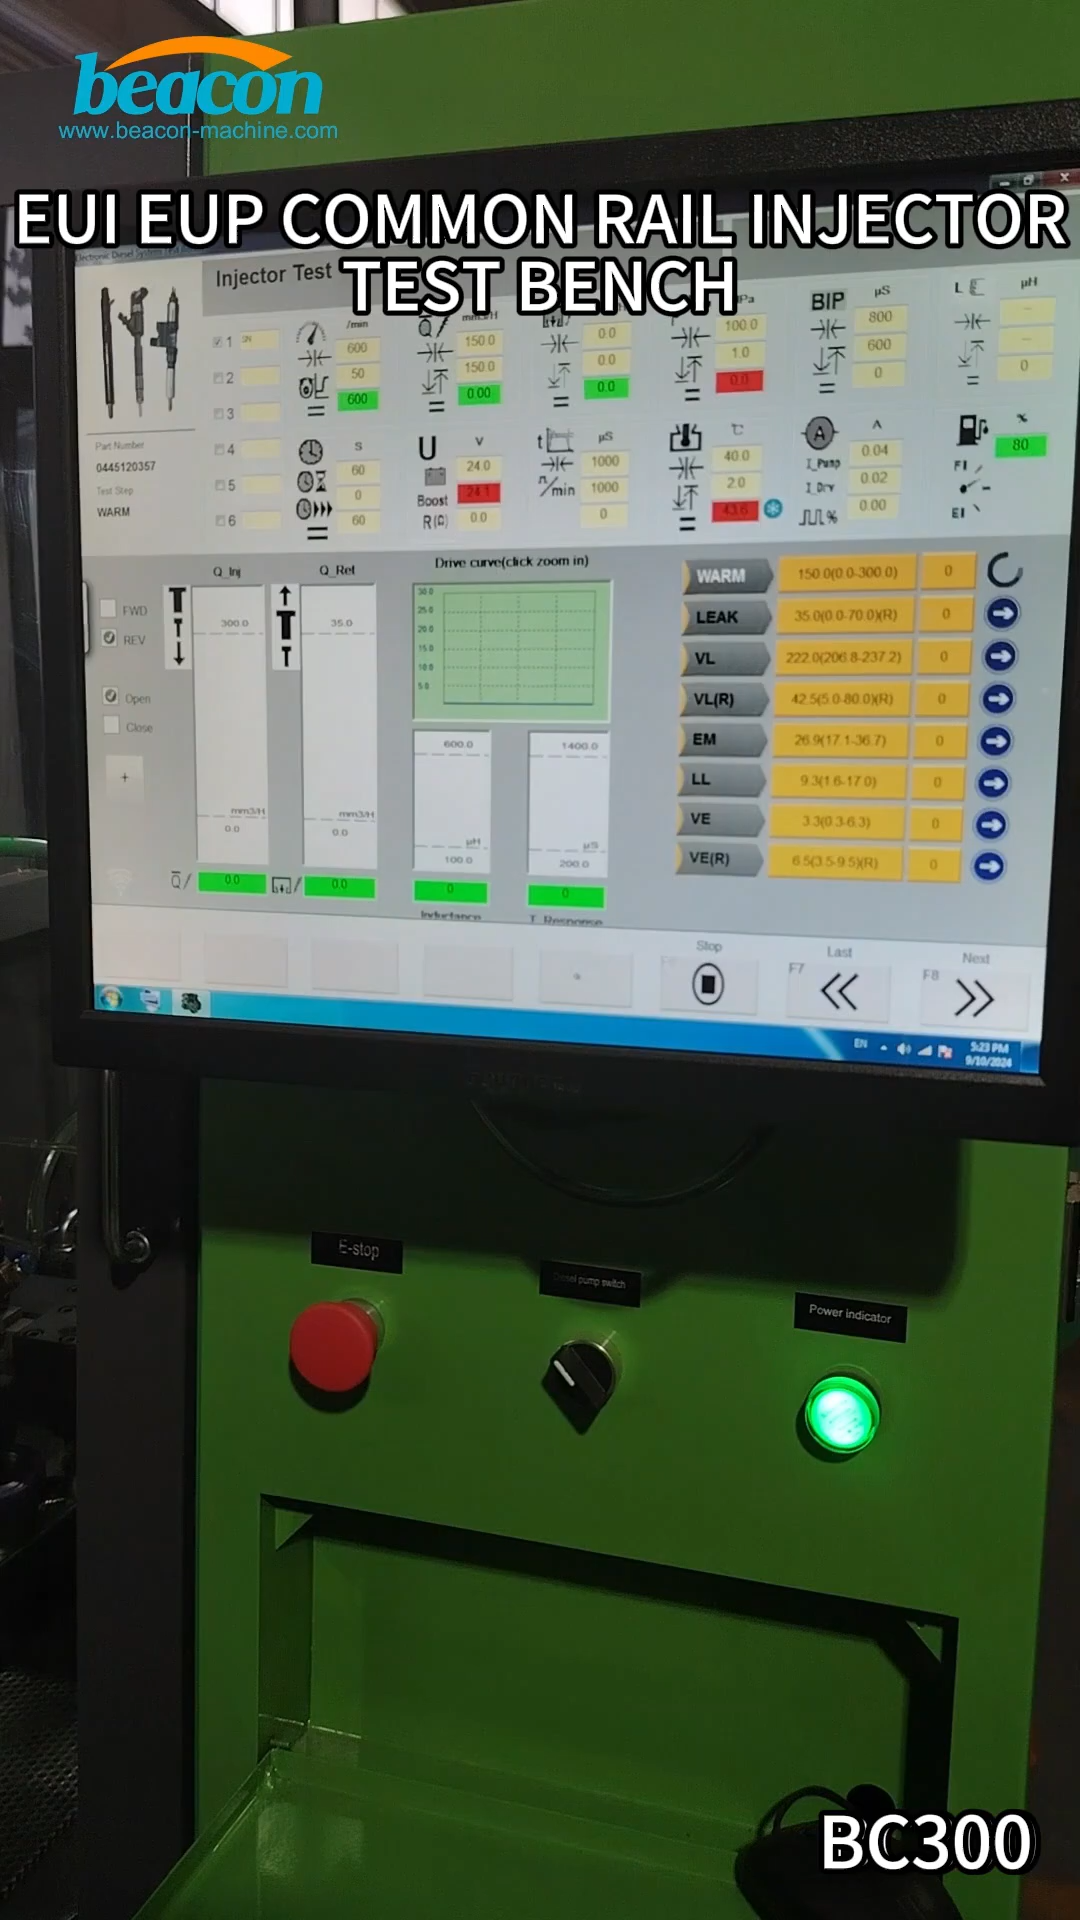 beacon
www.beacon-machine.com
EUI EUP COMMON RAIL INJECTOR
TEST BENCH
Injector Test
/min
600
50
600
mm3/H
150.0
150.0
0.00
0.0
0.0
0.0
100.0
1.0
0.0
BIP
µS
800
600
0
L
µH
0
1
2
3
4
5
6
Part Number
0445120357
Test Step
WARM
S
60
0
60
U
V
24.0
Boost
24.1
R(Ω)
0.0
t
µS
1000
n/min
1000
0
℃
40.0
2.0
43.6
A
A
0.04
I_Pump
I_Drv
0.02
0.00
%
80
FWD
REV
Open
Close
+
Q_Inj
300.0
mm3/H
0.0
0.0
Q_Ret
35.0
mm3/H
0.0
0.0
Drive curve(click zoom in)
30.0
25.0
20.0
15.0
10.0
5.0
600.0
µH
100.0
0
Inductance
1400.0
µS
200.0
0
T_Response
WARM 150.0(0.0-300.0) 0
LEAK 35.0(0.0-70.0)(R) 0
VL 222.0(206.8-237.2) 0
VL(R) 42.5(5.0-80.0)(R) 0
EM 26.9(17.1-36.7) 0
LL 9.3(1.6-17.0) 0
VE 3.3(0.3-6.3) 0
VE(R) 6.5(3.5-9.5)(R) 0
Stop
F6
Last
F7
Next
F8
EN
5:23 PM
9/10/2024
E-stop
Diesel pump switch
Power indicator
BC300